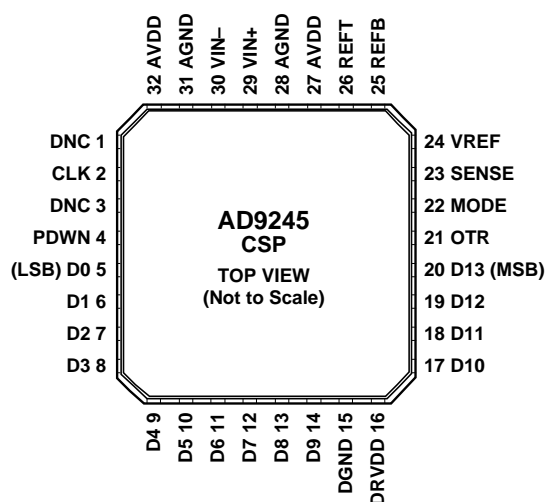 32 AVDD
31 AGND
30 VIN–
29 VIN+
28 AGND
27 AVDD
26 REFT
25 REFB
DNC 1
CLK 2
DNC 3
PDWN 4
(LSB) D0 5
D1 6
D2 7
D3 8
AD9245
CSP
TOP VIEW
(Not to Scale)
24 VREF
23 SENSE
22 MODE
21 OTR
20 D13 (MSB)
19 D12
18 D11
17 D10
D4 9
D5 10
D6 11
D7 12
D8 13
D9 14
DGND 15
DRVDD 16